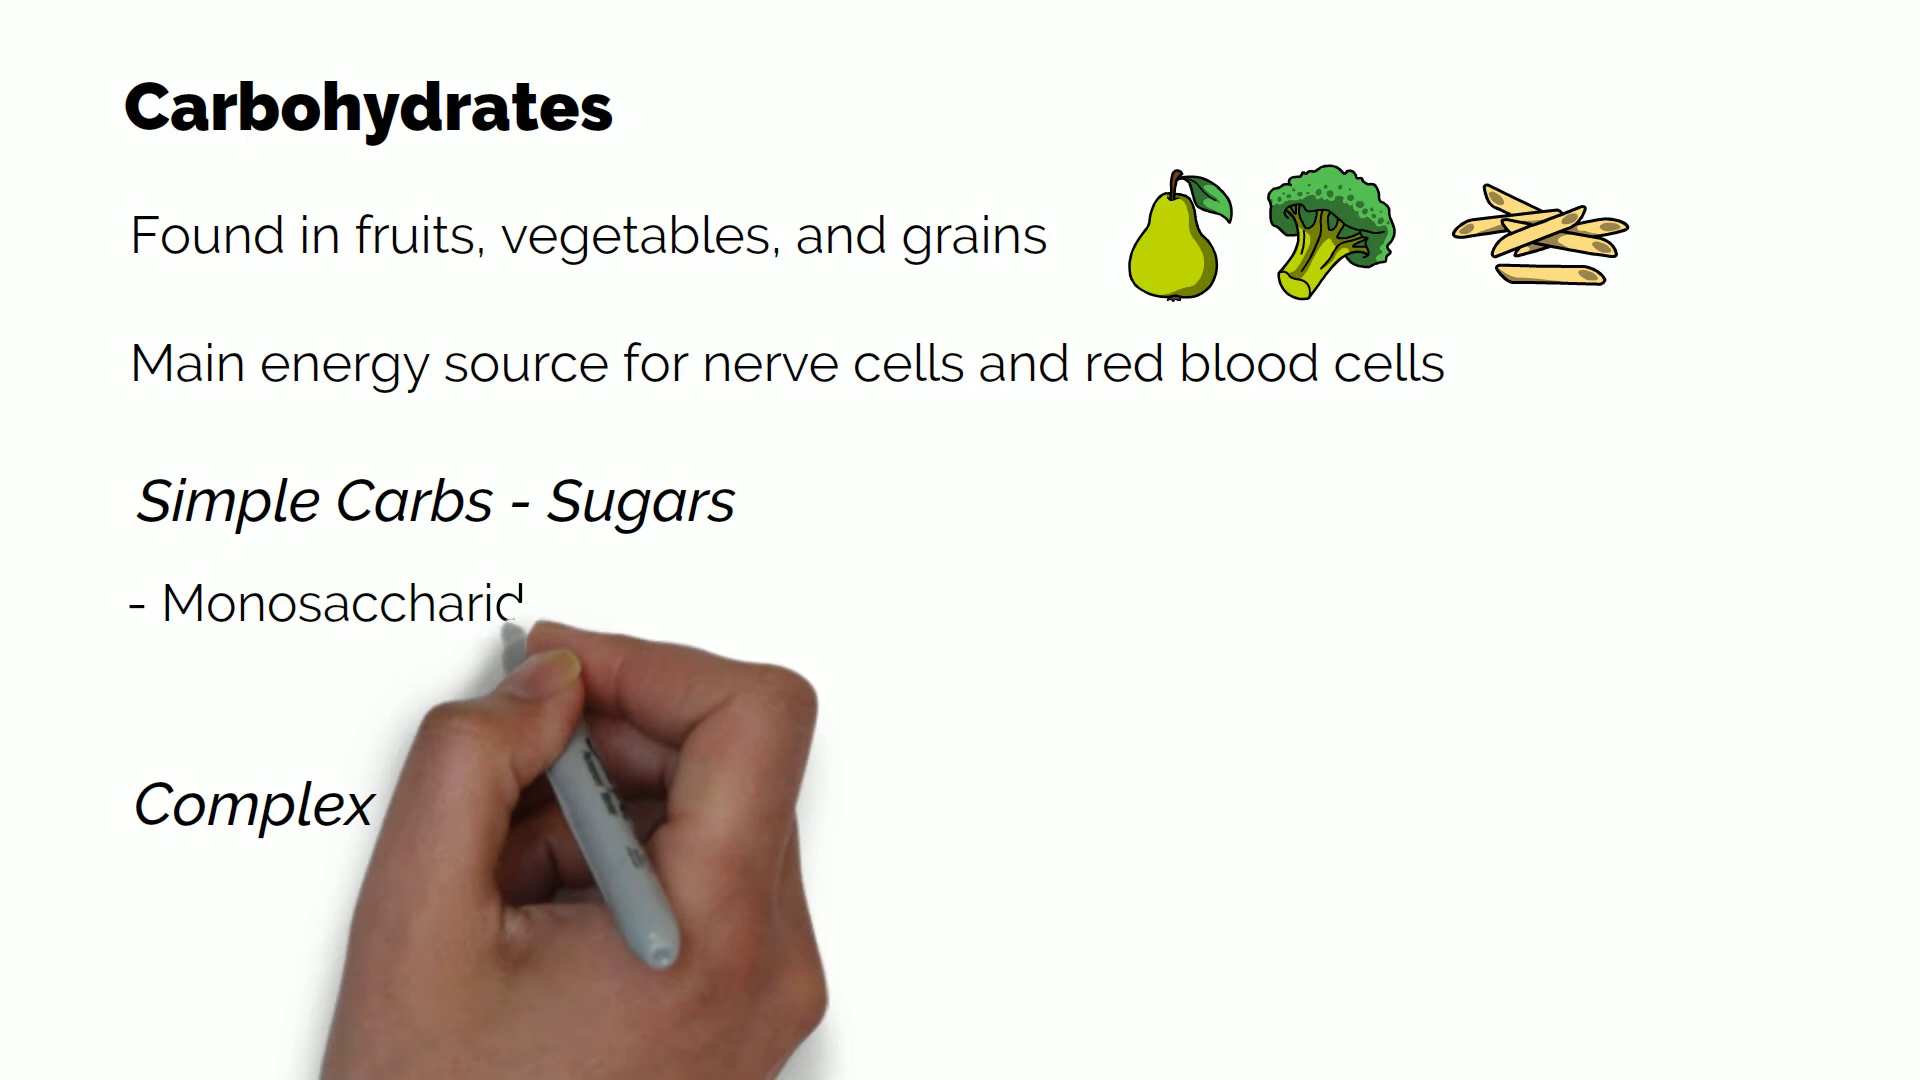 Carbohydrates
Found in fruits, vegetables, and grains
Main energy source for nerve cells and red blood cells
Simple Carbs - Sugars
- Monosaccharid
Complex